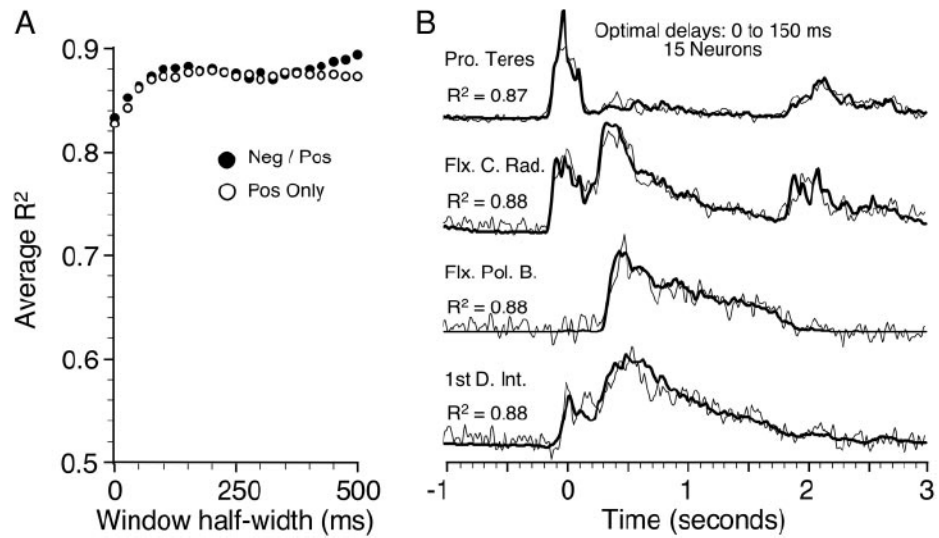 A
0.9
0.8
0.7
0.6
0.5
Average R²
Neg / Pos
Pos Only
0
250
500
Window half-width (ms)
B
Optimal delays: 0 to 150 ms
15 Neurons
Pro. Teres
R² = 0.87
Flx. C. Rad.
R² = 0.88
Flx. Pol. B.
R² = 0.88
1st D. Int.
R² = 0.88
-1
0
1
2
3
Time (seconds)